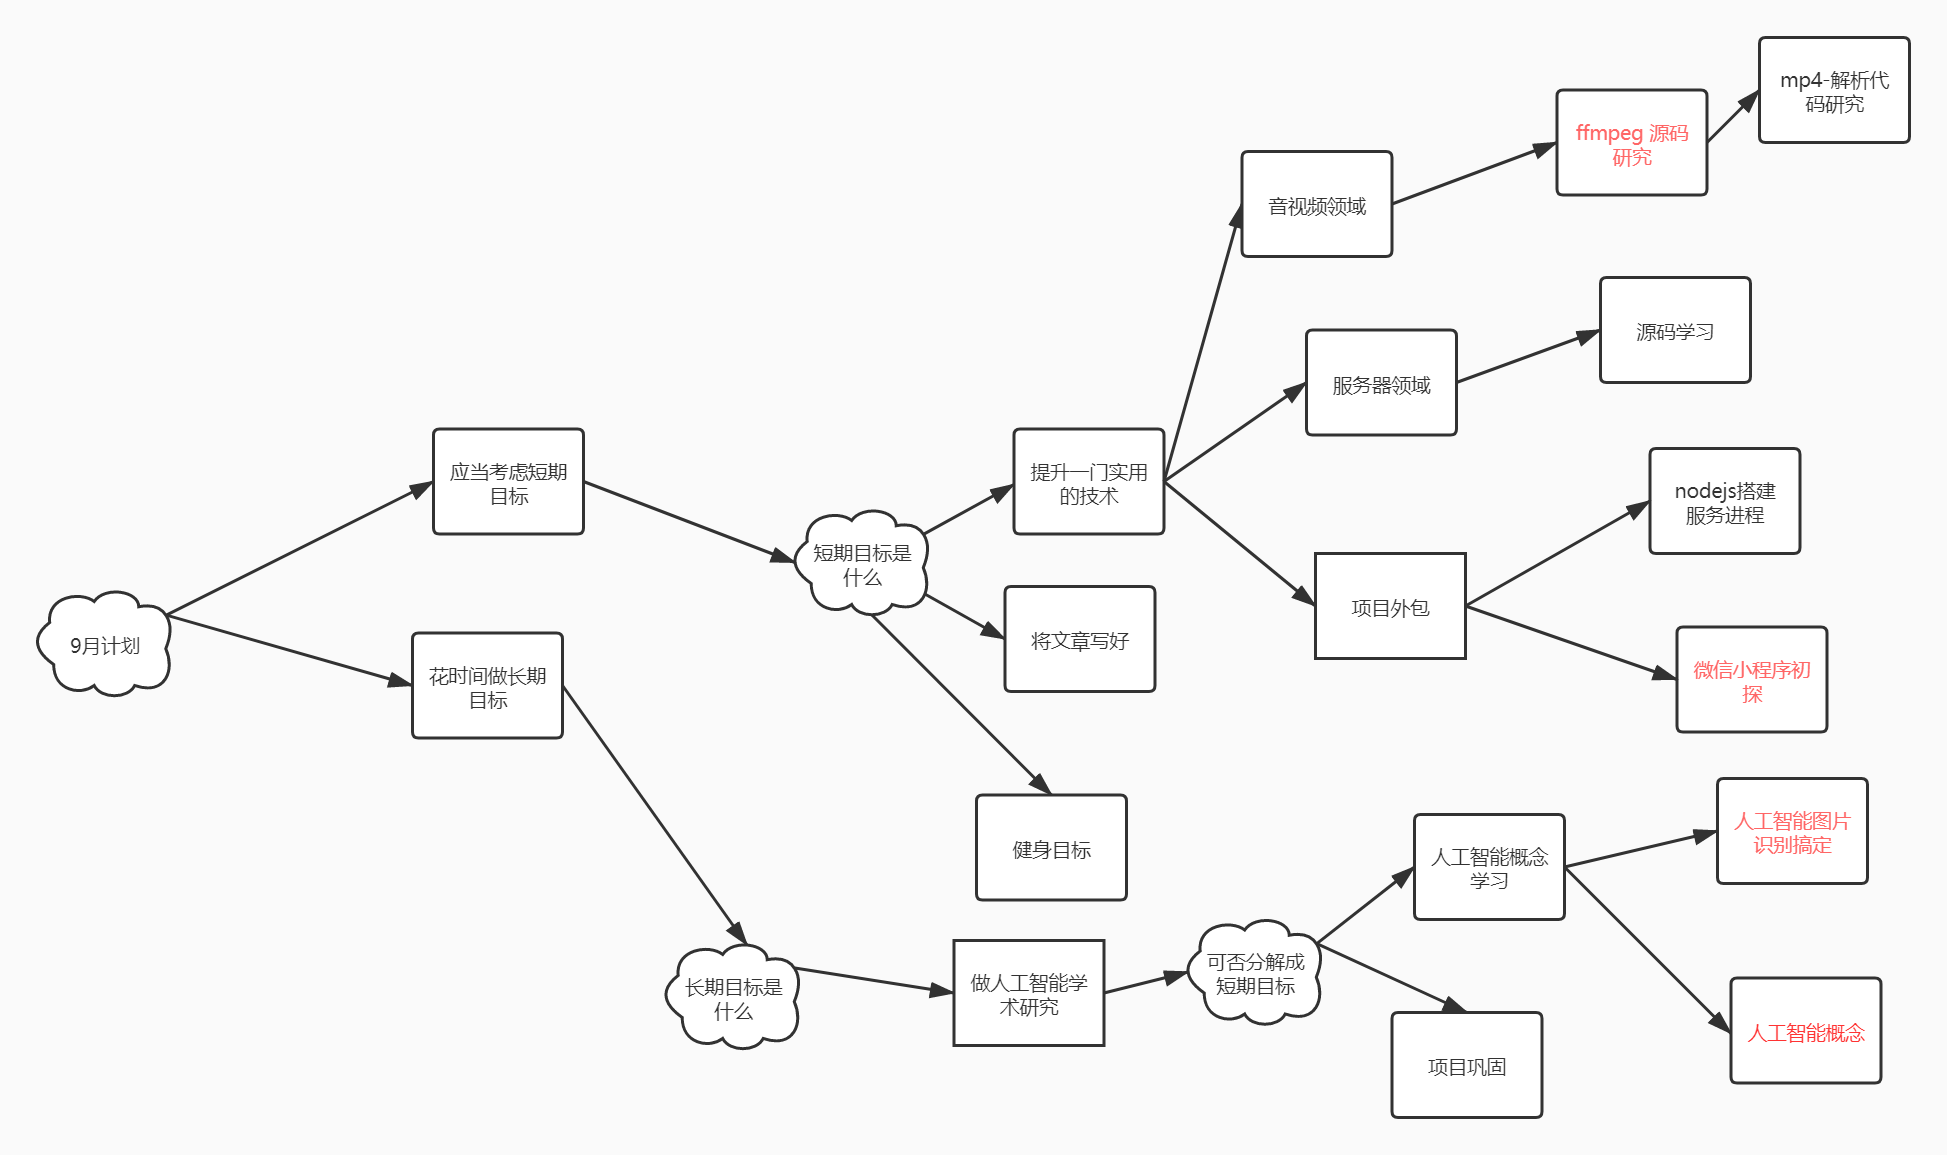 mp4-解析代
码研究
ffmpeg 源码
研究
音视频领域
源码学习
服务器领域
应当考虑短期
目标
提升一门实用
的技术
nodejs搭建
服务进程
短期目标是
什么
项目外包
9月计划
将文章写好
花时间做长期
目标
微信小程序初
探
健身目标
人工智能图片
识别搞定
人工智能概念
学习
长期目标是
什么
做人工智能学
术研究
可否分解成
短期目标
人工智能概念
项目巩固